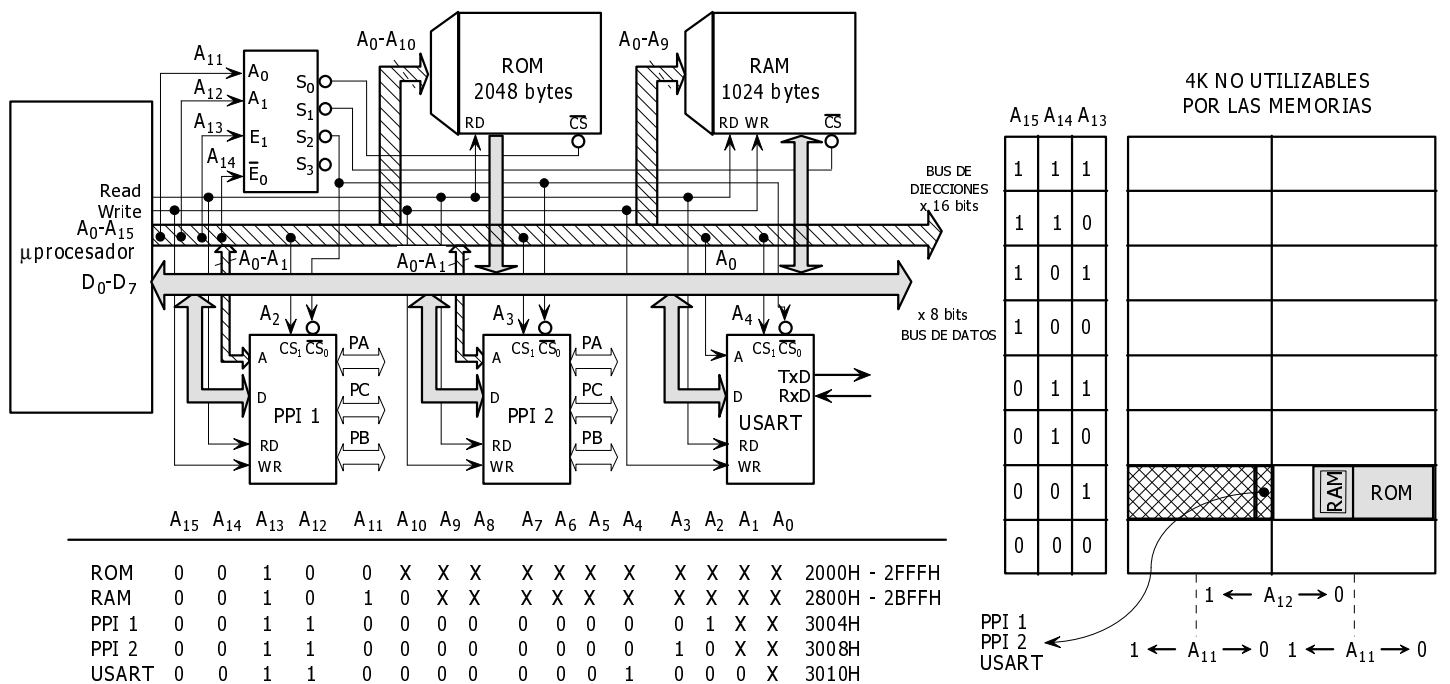 A0-A10
A0-A9
ROM
2048 bytes
RD
CS
RAM
1024 bytes
RD WR
CS
4K NO UTILIZABLES
POR LAS MEMORIAS
A11
A12
A13
A14
A0
A1
E1
E0
S0
S1
S2
S3
Read
Write
A0-A15
μprocesador
D0-D7
BUS DE
DIECCIONES
x 16 bits
x 8 bits
BUS DE DATOS
A0-A1
A0-A1
A0
A2
A3
A4
CS1 CS0
A
D
PPI 1
RD
WR
PA
PC
PB
CS1 CS0
A
D
PPI 2
RD
WR
PA
PC
PB
CS1 CS0
A
D
TxD
RxD
USART
RD
WR
A15 A14 A13
1 1 1
1 1 0
1 0 1
1 0 0
0 1 1
0 1 0
0 0 1
0 0 0
RAM
ROM
1 A12 0
1 A11 0 1 A11 0
PPI 1
PPI 2
USART
A15 A14 A13 A12 A11 A10 A9 A8 A7 A6 A5 A4 A3 A2 A1 A0
ROM 0 0 1 0 0 X X X X X X X X X X X 2000H - 2FFFH
RAM 0 0 1 0 1 0 X X X X X X X X X X 2800H - 2BFFH
PPI 1 0 0 1 1 0 0 0 0 0 0 0 0 0 1 X X 3004H
PPI 2 0 0 1 1 0 0 0 0 0 0 0 0 1 0 X X 3008H
USART 0 0 1 1 0 0 0 0 0 0 0 1 0 0 0 X 3010H